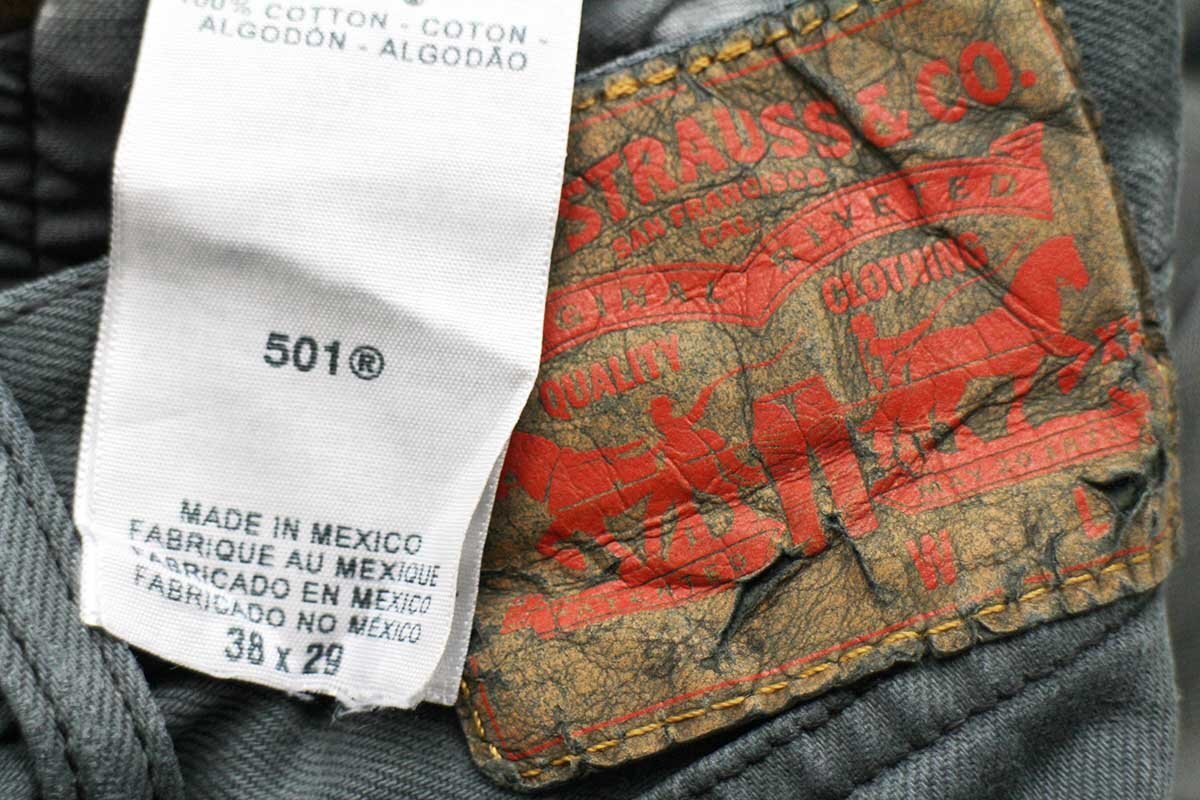 100% COTTON - COTON -
ALGODÓN - ALGODÃO
501®
MADE IN MEXICO
FABRIQUE AU MEXIQUE
FABRICADO EN MEXICO
FABRICADO NO MÉXICO
38 x 29
STRAUSS & CO.
SAN FRANCISCO
CAL.
GINAL RIVETED
QUALITY CLOTHING
W L